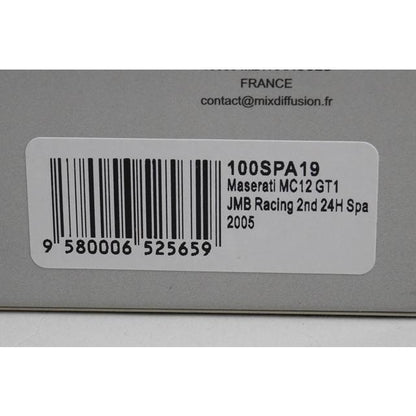 FRANCE
contact@mixdiffusion.fr
100SPA19
Maserati MC12 GT1
JMB Racing 2nd 24H Spa
2005
9 580006 525659